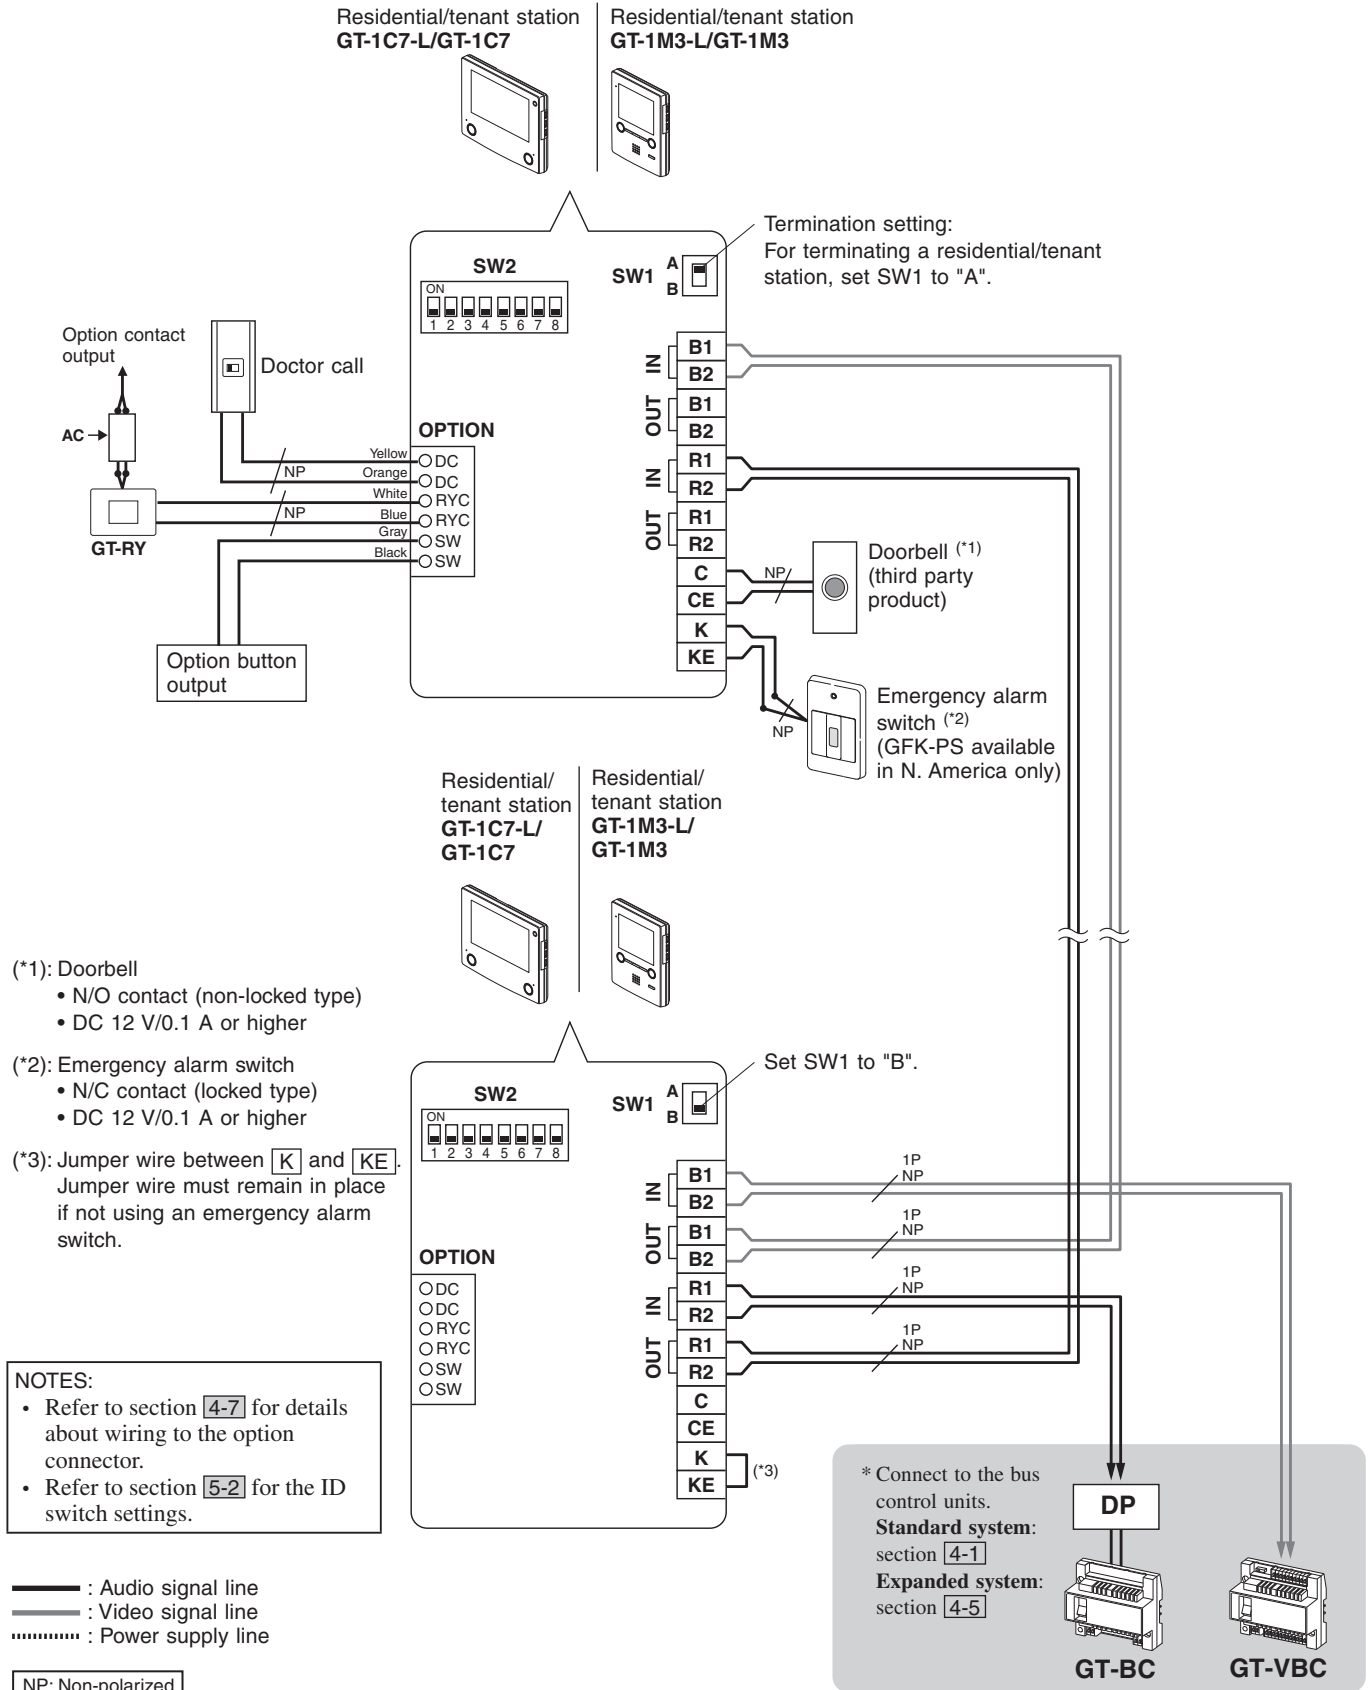 Residential/tenant station
GT-1C7-L/GT-1C7
Residential/tenant station
GT-1M3-L/GT-1M3
Termination setting:
For terminating a residential/tenant
station, set SW1 to "A".
SW2
ON
1 2 3 4 5 6 7 8
SW1
A
B
Option contact
output
Doctor call
AC
GT-RY
NP
NP
Yellow
Orange
White
Blue
Gray
Black
OPTION
DC
DC
RYC
RYC
SW
SW
Option button
output
IN
B1
B2
OUT
B1
B2
IN
R1
R2
OUT
R1
R2
C
CE
K
KE
NP
Doorbell (*1)
(third party
product)
NP
Emergency alarm
switch (*2)
(GFK-PS available
in N. America only)
Residential/
tenant station
GT-1C7-L/
GT-1C7
Residential/
tenant station
GT-1M3-L/
GT-1M3
(*1): Doorbell
• N/O contact (non-locked type)
• DC 12 V/0.1 A or higher
(*2): Emergency alarm switch
• N/C contact (locked type)
• DC 12 V/0.1 A or higher
(*3): Jumper wire between K and KE.
Jumper wire must remain in place
if not using an emergency alarm
switch.
Set SW1 to "B".
SW2
ON
1 2 3 4 5 6 7 8
SW1
A
B
OPTION
DC
DC
RYC
RYC
SW
SW
IN
B1
B2
OUT
B1
B2
IN
R1
R2
OUT
R1
R2
C
CE
K
KE
(*3)
1P
NP
1P
NP
1P
NP
1P
NP
NOTES:
• Refer to section 4-7 for details
about wiring to the option
connector.
• Refer to section 5-2 for the ID
switch settings.
* Connect to the bus
control units.
Standard system:
section 4-1
Expanded system:
section 4-5
DP
GT-BC
GT-VBC
: Audio signal line
: Video signal line
: Power supply line
NP: Non-polarized